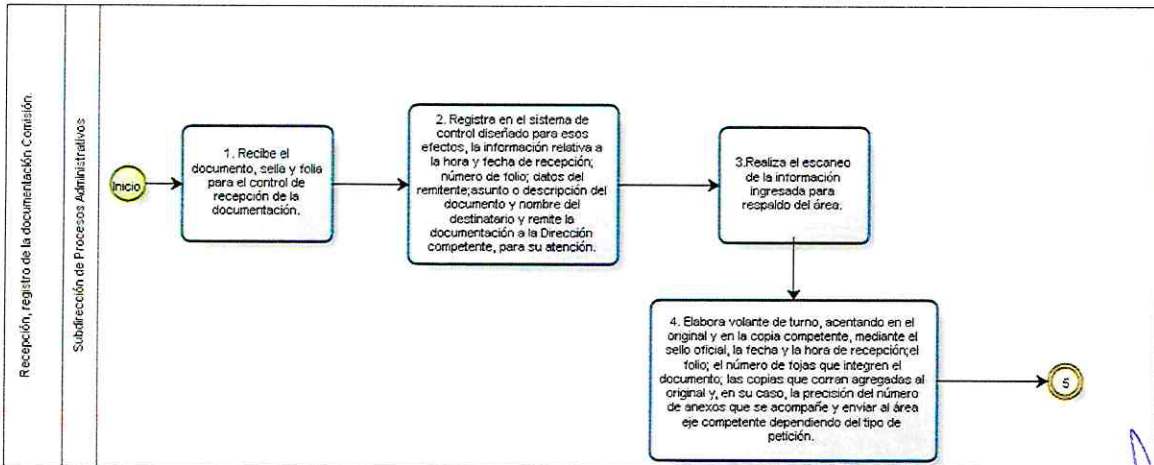 Recepción, registro de la documentación Comisión.
Subdirección de Procesos Administrativos
Inicio
1. Recibe el
documento, sella y folia
para el control de
recepción de la
documentación.
2. Registra en el sistema de
control diseñado para esos
efectos, la información relativa a
la hora y fecha de recepción;
número de folio; datos del
remitente;asunto o descripción del
documento y nombre del
destinatario y remite la
documentación a la Dirección
competente, para su atención.
3.Realiza el escaneo
de la información
ingresada para
respaldo del área.
4. Elabora volante de turno, acentando en el
original y en la copia competente, mediante el
sello oficial, la fecha y la hora de recepción;el
folio; el número de fojas que integren el
documento; las copias que corran agregadas al
original y, en su caso, la precisión del número
de anexos que se acompañe y enviar al área
eje competente dependiendo del tipo de
petición.
5